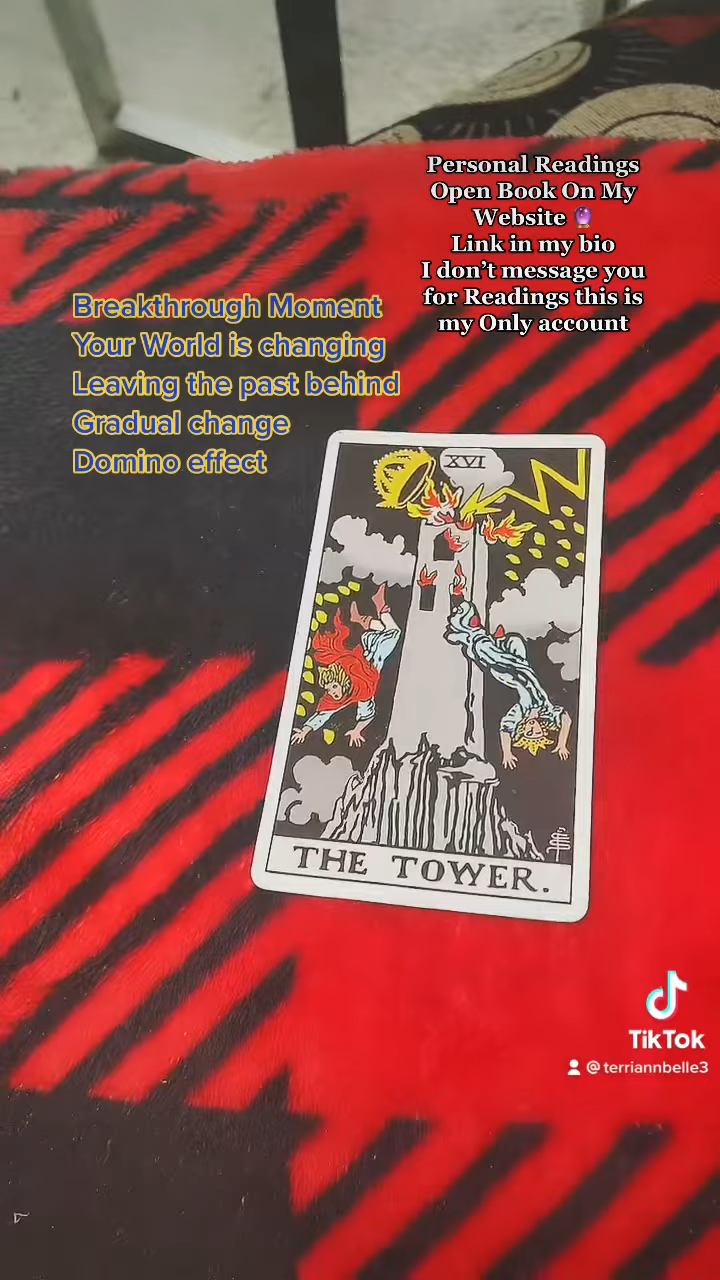 Personal Readings
Open Book On My
Website 🔮
Link in my bio
I don't message you
for Readings this is
my Only account
Breakthrough Moment
Your World is changing
Leaving the past behind
Gradual change
Domino effect
XVI
THE TOWER.
TikTok
@terriannbelle3